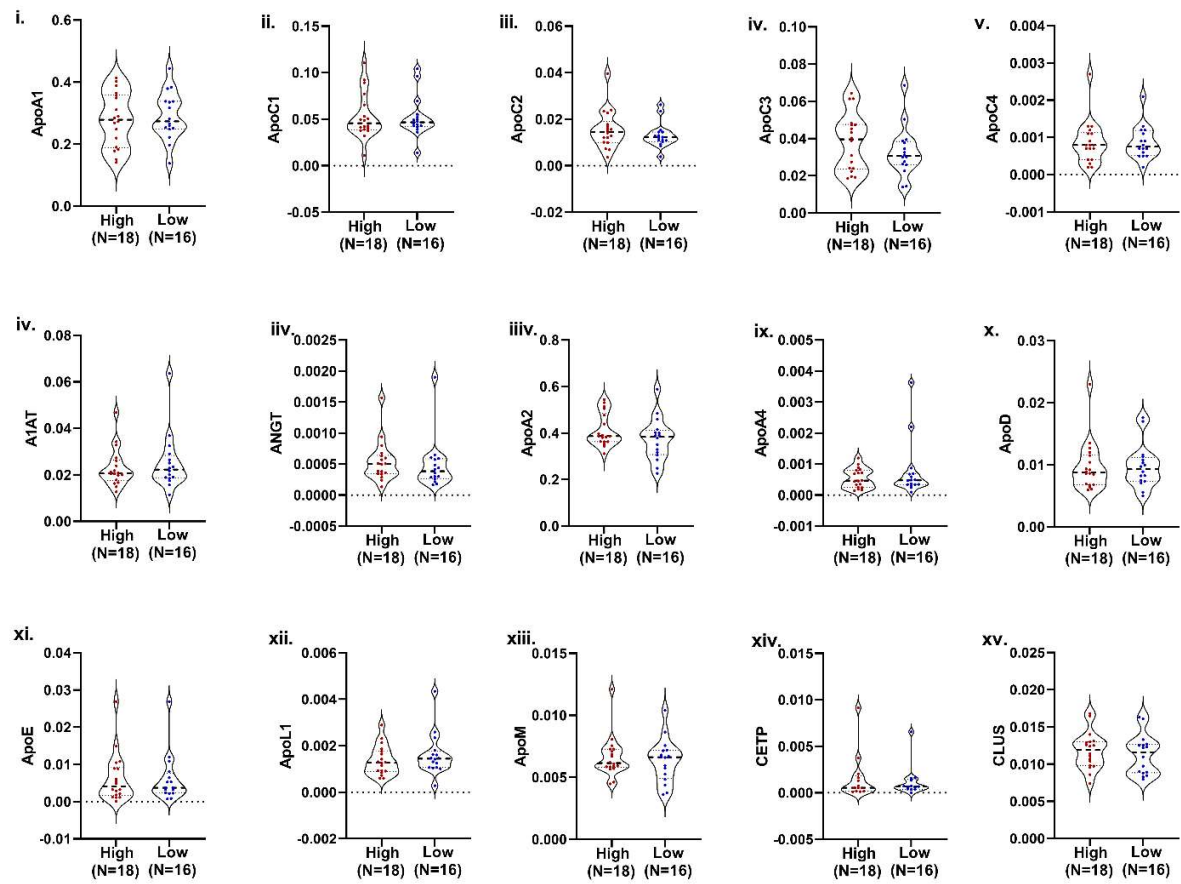 i.
0.6
0.4
0.2
0.0
ApoA1
High
(N=18)
Low
(N=16)
ii.
0.15
0.10
0.05
0.00
-0.05
ApoC1
High
(N=18)
Low
(N=16)
iii.
0.06
0.04
0.02
0.00
-0.02
ApoC2
High
(N=18)
Low
(N=16)
iv.
0.10
0.08
0.06
0.04
0.02
0.00
ApoC3
High
(N=18)
Low
(N=16)
v.
0.004
0.003
0.002
0.001
0.000
-0.001
ApoC4
High
(N=18)
Low
(N=16)
iv.
0.08
0.06
0.04
0.02
0.00
A1AT
High
(N=18)
Low
(N=16)
iiv.
0.0025
0.0020
0.0015
0.0010
0.0005
0.0000
-0.0005
ANGT
High
(N=18)
Low
(N=16)
iiiv.
0.8
0.6
0.4
0.2
0.0
ApoA2
High
(N=18)
Low
(N=16)
ix.
0.005
0.004
0.003
0.002
0.001
0.000
-0.001
ApoA4
High
(N=18)
Low
(N=16)
x.
0.03
0.02
0.01
0.00
ApoD
High
(N=18)
Low
(N=16)
xi.
0.04
0.03
0.02
0.01
0.00
-0.01
ApoE
High
(N=18)
Low
(N=16)
xii.
0.006
0.004
0.002
0.000
-0.002
ApoL1
High
(N=18)
Low
(N=16)
xiii.
0.015
0.010
0.005
0.000
ApoM
High
(N=18)
Low
(N=16)
xiv.
0.015
0.010
0.005
0.000
-0.005
CETP
High
(N=18)
Low
(N=16)
xv.
0.025
0.020
0.015
0.010
0.005
0.000
CLUS
High
(N=18)
Low
(N=16)